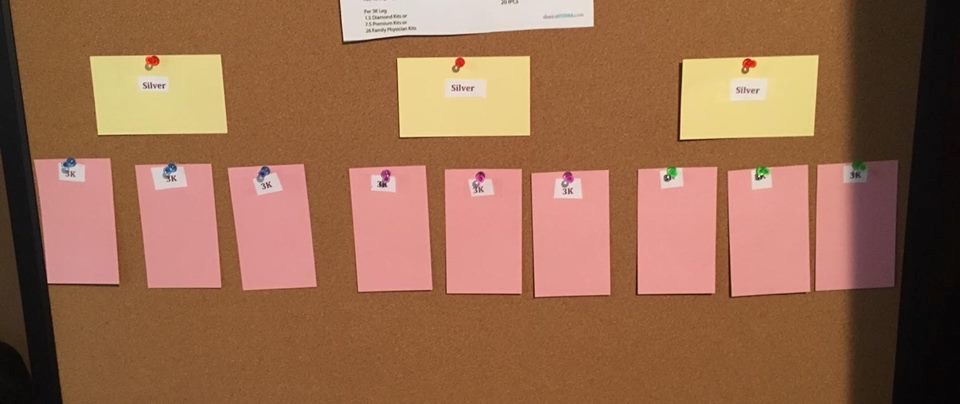 20 IPCs
Per 3K Leg
1.5 Diamond Kits or
7.5 Premium Kits or
26 Family Physician Kits
Silver
Silver
Silver
3K
3K
3K
3K
3K
3K
3K